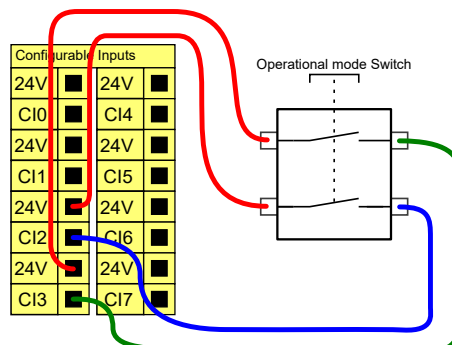 Configurable Inputs
Operational mode Switch
24V 24V
CI0 CI4
24V 24V
CI1 CI5
24V 24V
CI2 CI6
24V 24V
CI3 CI7